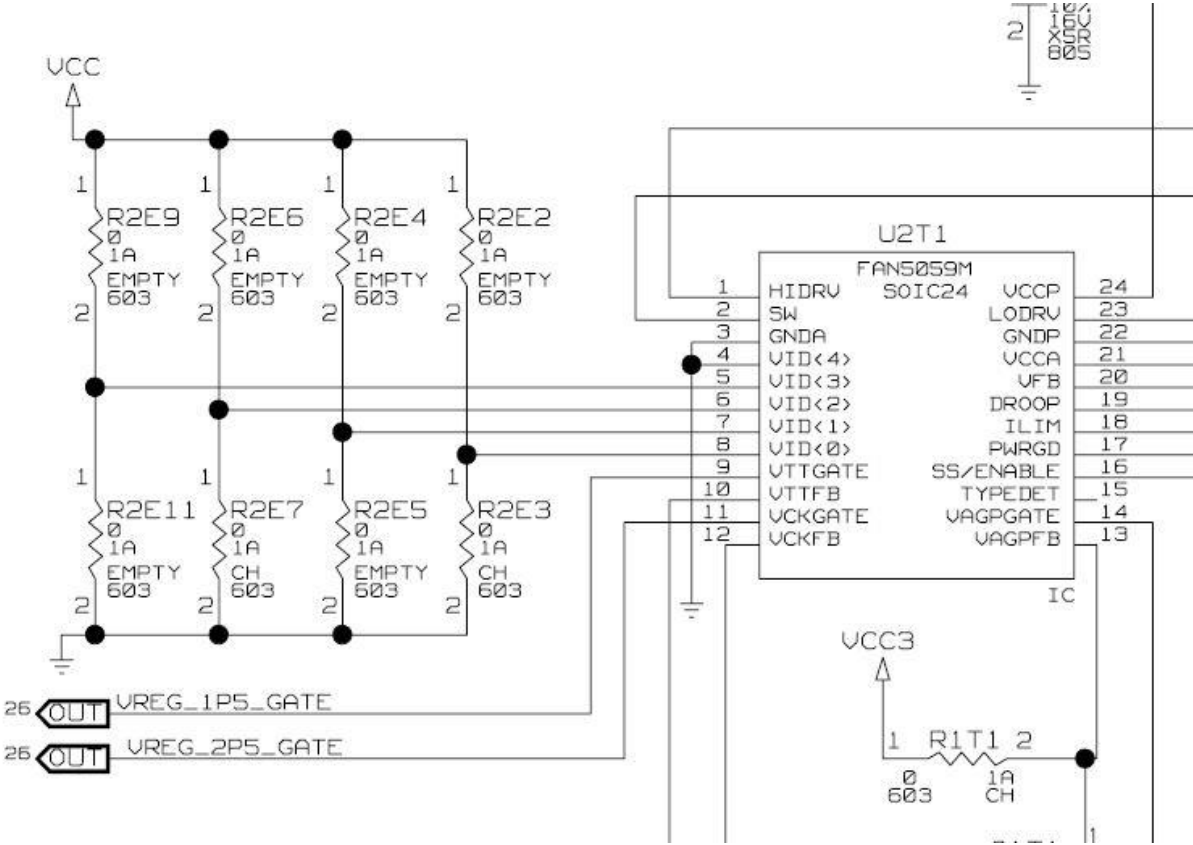 10%
16V
X5R
805
2
VCC
1 1 1 1
R2E9 R2E6 R2E4 R2E2
0 0 0 0
1A 1A 1A 1A
EMPTY EMPTY EMPTY EMPTY
603 603 603 603
2 2 2 2
U2T1
FAN5059M
SOIC24
1 HIDRV VCCP 24
2 SW LODRV 23
3 GNDA GNDP 22
4 VID<4> VCCA 21
5 VID<3> VFB 20
6 VID<2> DROOP 19
7 VID<1> ILIM 18
8 VID<0> PWRGD 17
9 VTTGATE SS/ENABLE 16
10 VTTFB TYPEDET 15
11 VCKGATE VAGPGATE 14
12 VCKFB VAGPFB 13
IC
1 1 1 1
R2E11 R2E7 R2E5 R2E3
0 0 0 0
1A 1A 1A 1A
EMPTY CH EMPTY CH
603 603 603 603
2 2 2 2
26 OUT VREG_1P5_GATE
26 OUT VREG_2P5_GATE
VCC3
1 R1T1 2
0 1A
603 CH
1